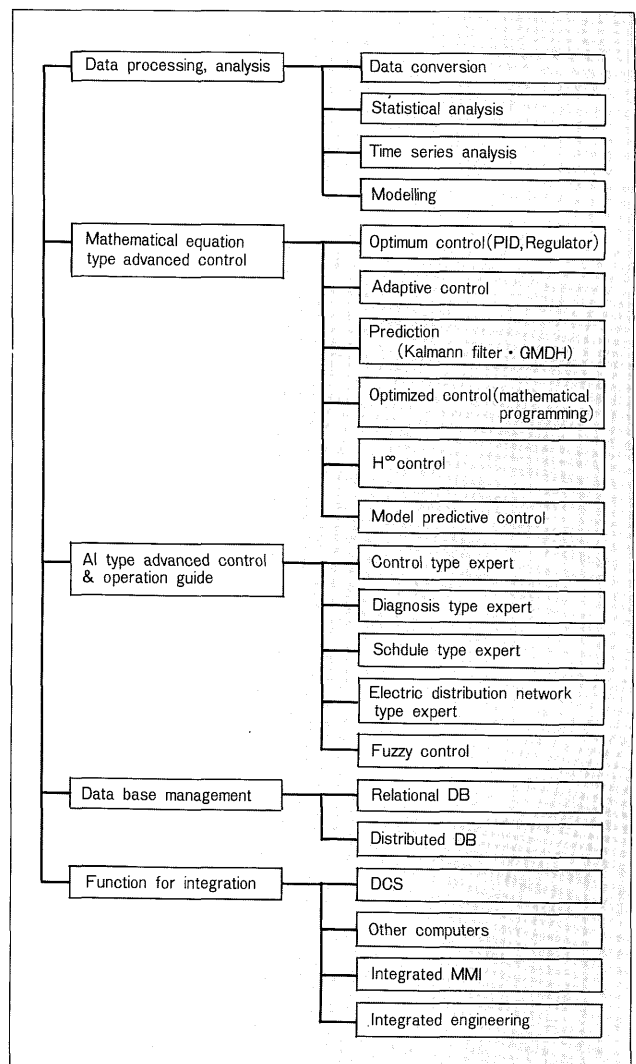 Data processing, analysis
Data conversion
Statistical analysis
Time series analysis
Modelling
Mathematical equation
type advanced control
Optimum control(PID,Regulator)
Adaptive control
Prediction
(Kalmann filter・GMDH)
Optimized control(mathematical
programming)
H∞control
Model predictive control
AI type advanced control
& operation guide
Control type expert
Diagnosis type expert
Schdule type expert
Electric distribution network
type expert
Fuzzy control
Data base management
Relational DB
Distributed DB
Function for integration
DCS
Other computers
Integrated MMI
Integrated engineering